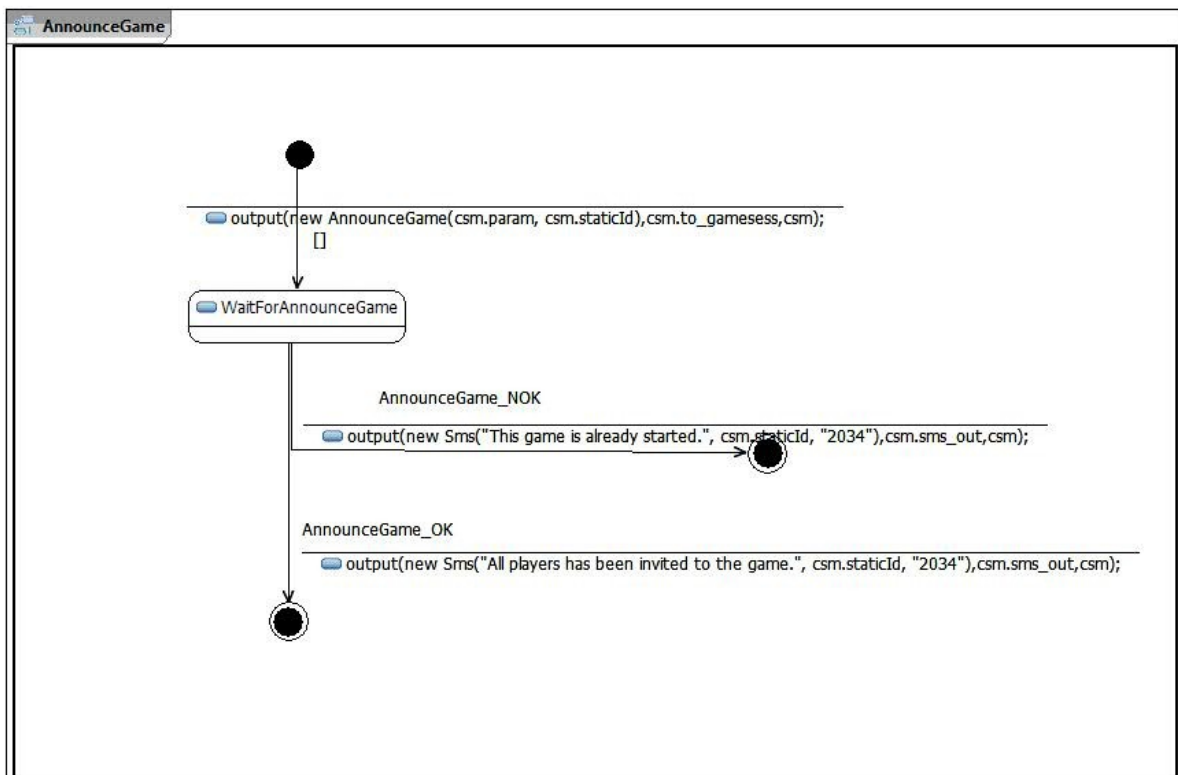 AnnounceGame
output(new AnnounceGame(csm.param, csm.staticId),csm.to_gamesess,csm);
[]
WaitForAnnounceGame
AnnounceGame_NOK
output(new Sms("This game is already started.", csm.staticId, "2034"),csm.sms_out,csm);
AnnounceGame_OK
output(new Sms("All players has been invited to the game.", csm.staticId, "2034"),csm.sms_out,csm);